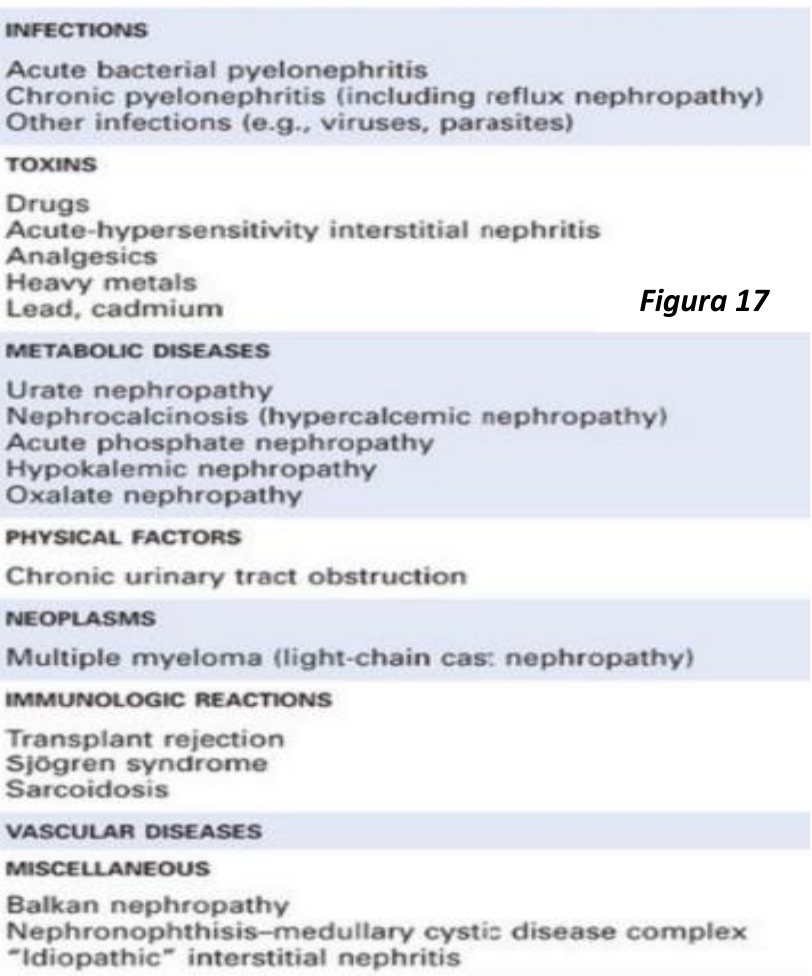 INFECTIONS
Acute bacterial pyelonephritis
Chronic pyelonephritis (including reflux nephropathy)
Other infections (e.g., viruses, parasites)
TOXINS
Drugs
Acute-hypersensitivity interstitial nephritis
Analgesics
Heavy metals
Lead, cadmium
Figura 17
METABOLIC DISEASES
Urate nephropathy
Nephrocalcinosis (hypercalcemic nephropathy)
Acute phosphate nephropathy
Hypokalemic nephropathy
Oxalate nephropathy
PHYSICAL FACTORS
Chronic urinary tract obstruction
NEOPLASMS
Multiple myeloma (light-chain cast nephropathy)
IMMUNOLOGIC REACTIONS
Transplant rejection
Sjögren syndrome
Sarcoidosis
VASCULAR DISEASES
MISCELLANEOUS
Balkan nephropathy
Nephronophthisis–medullary cystic disease complex
"Idiopathic" interstitial nephritis